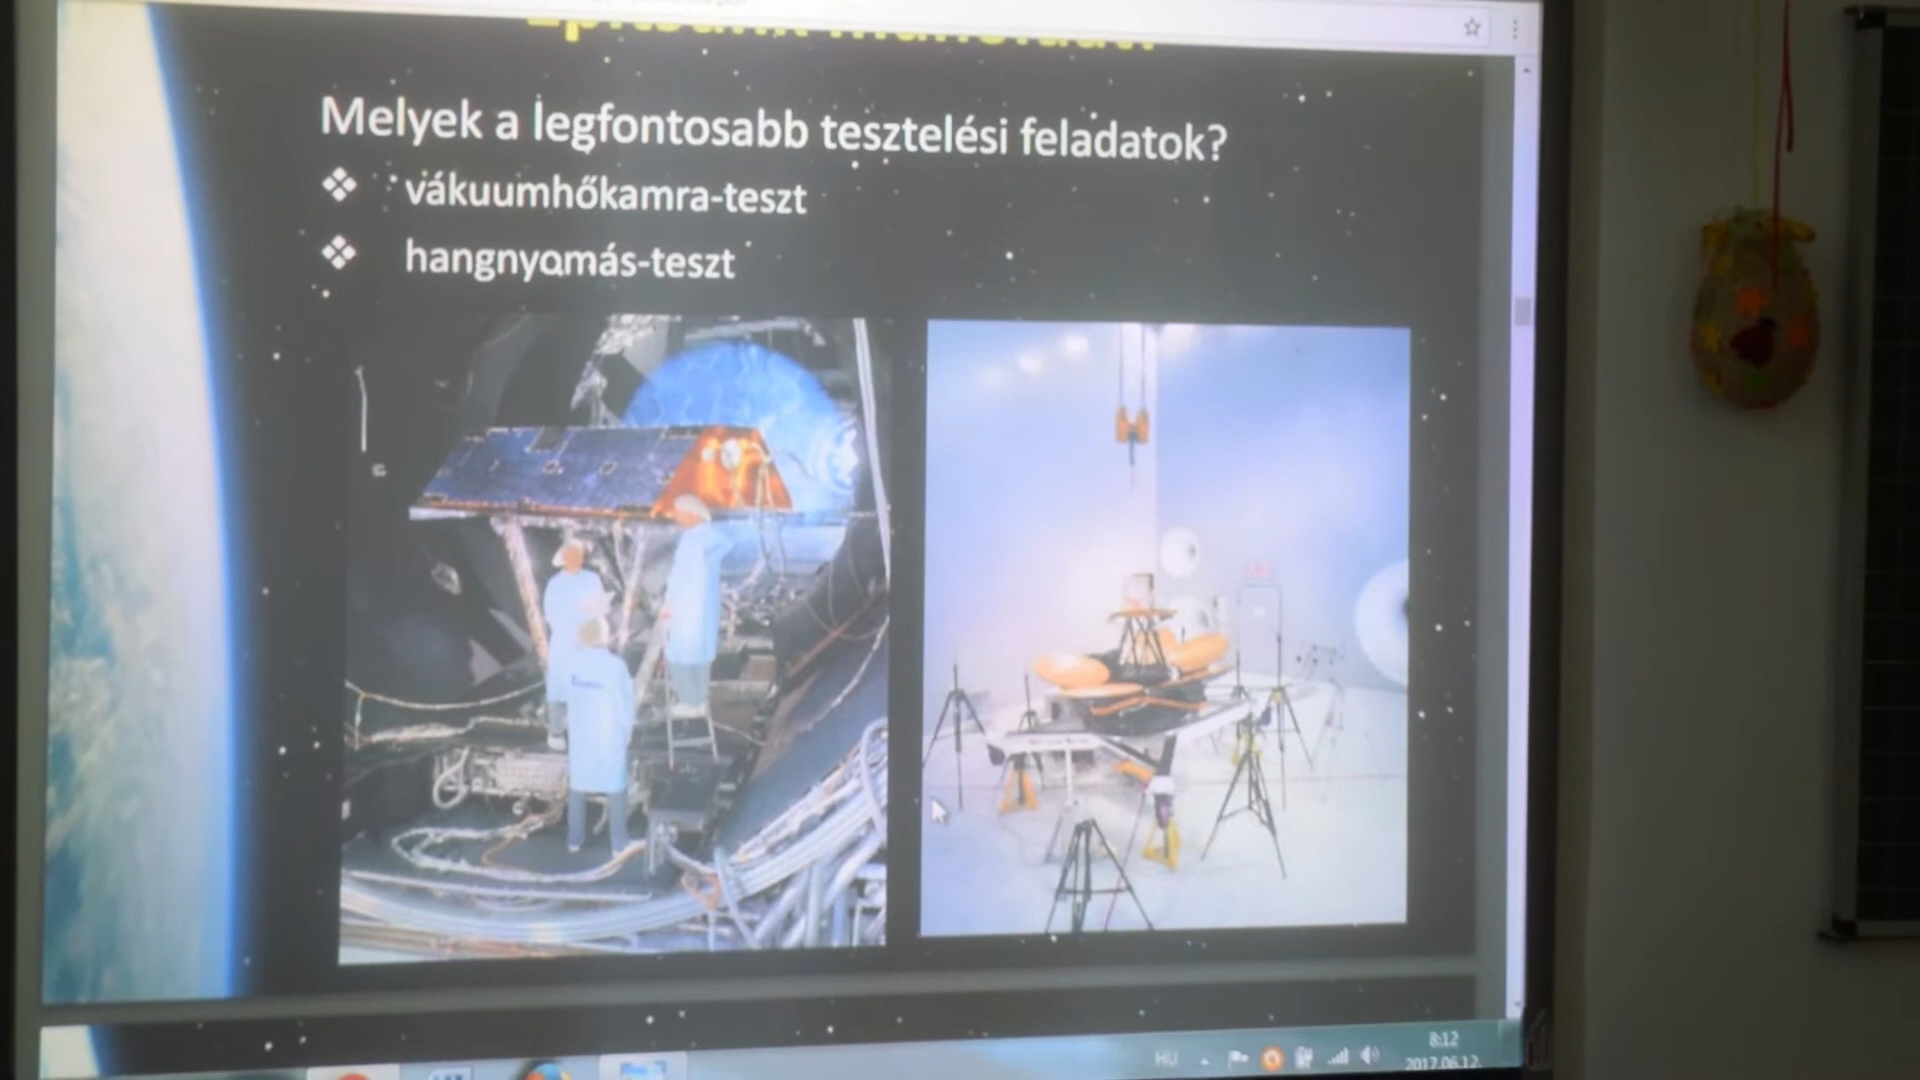 Melyek a legfontosabb tesztelési feladatok?
vákuumhőkamra-teszt
hangnyomás-teszt
HU
8:12
2017.06.12.